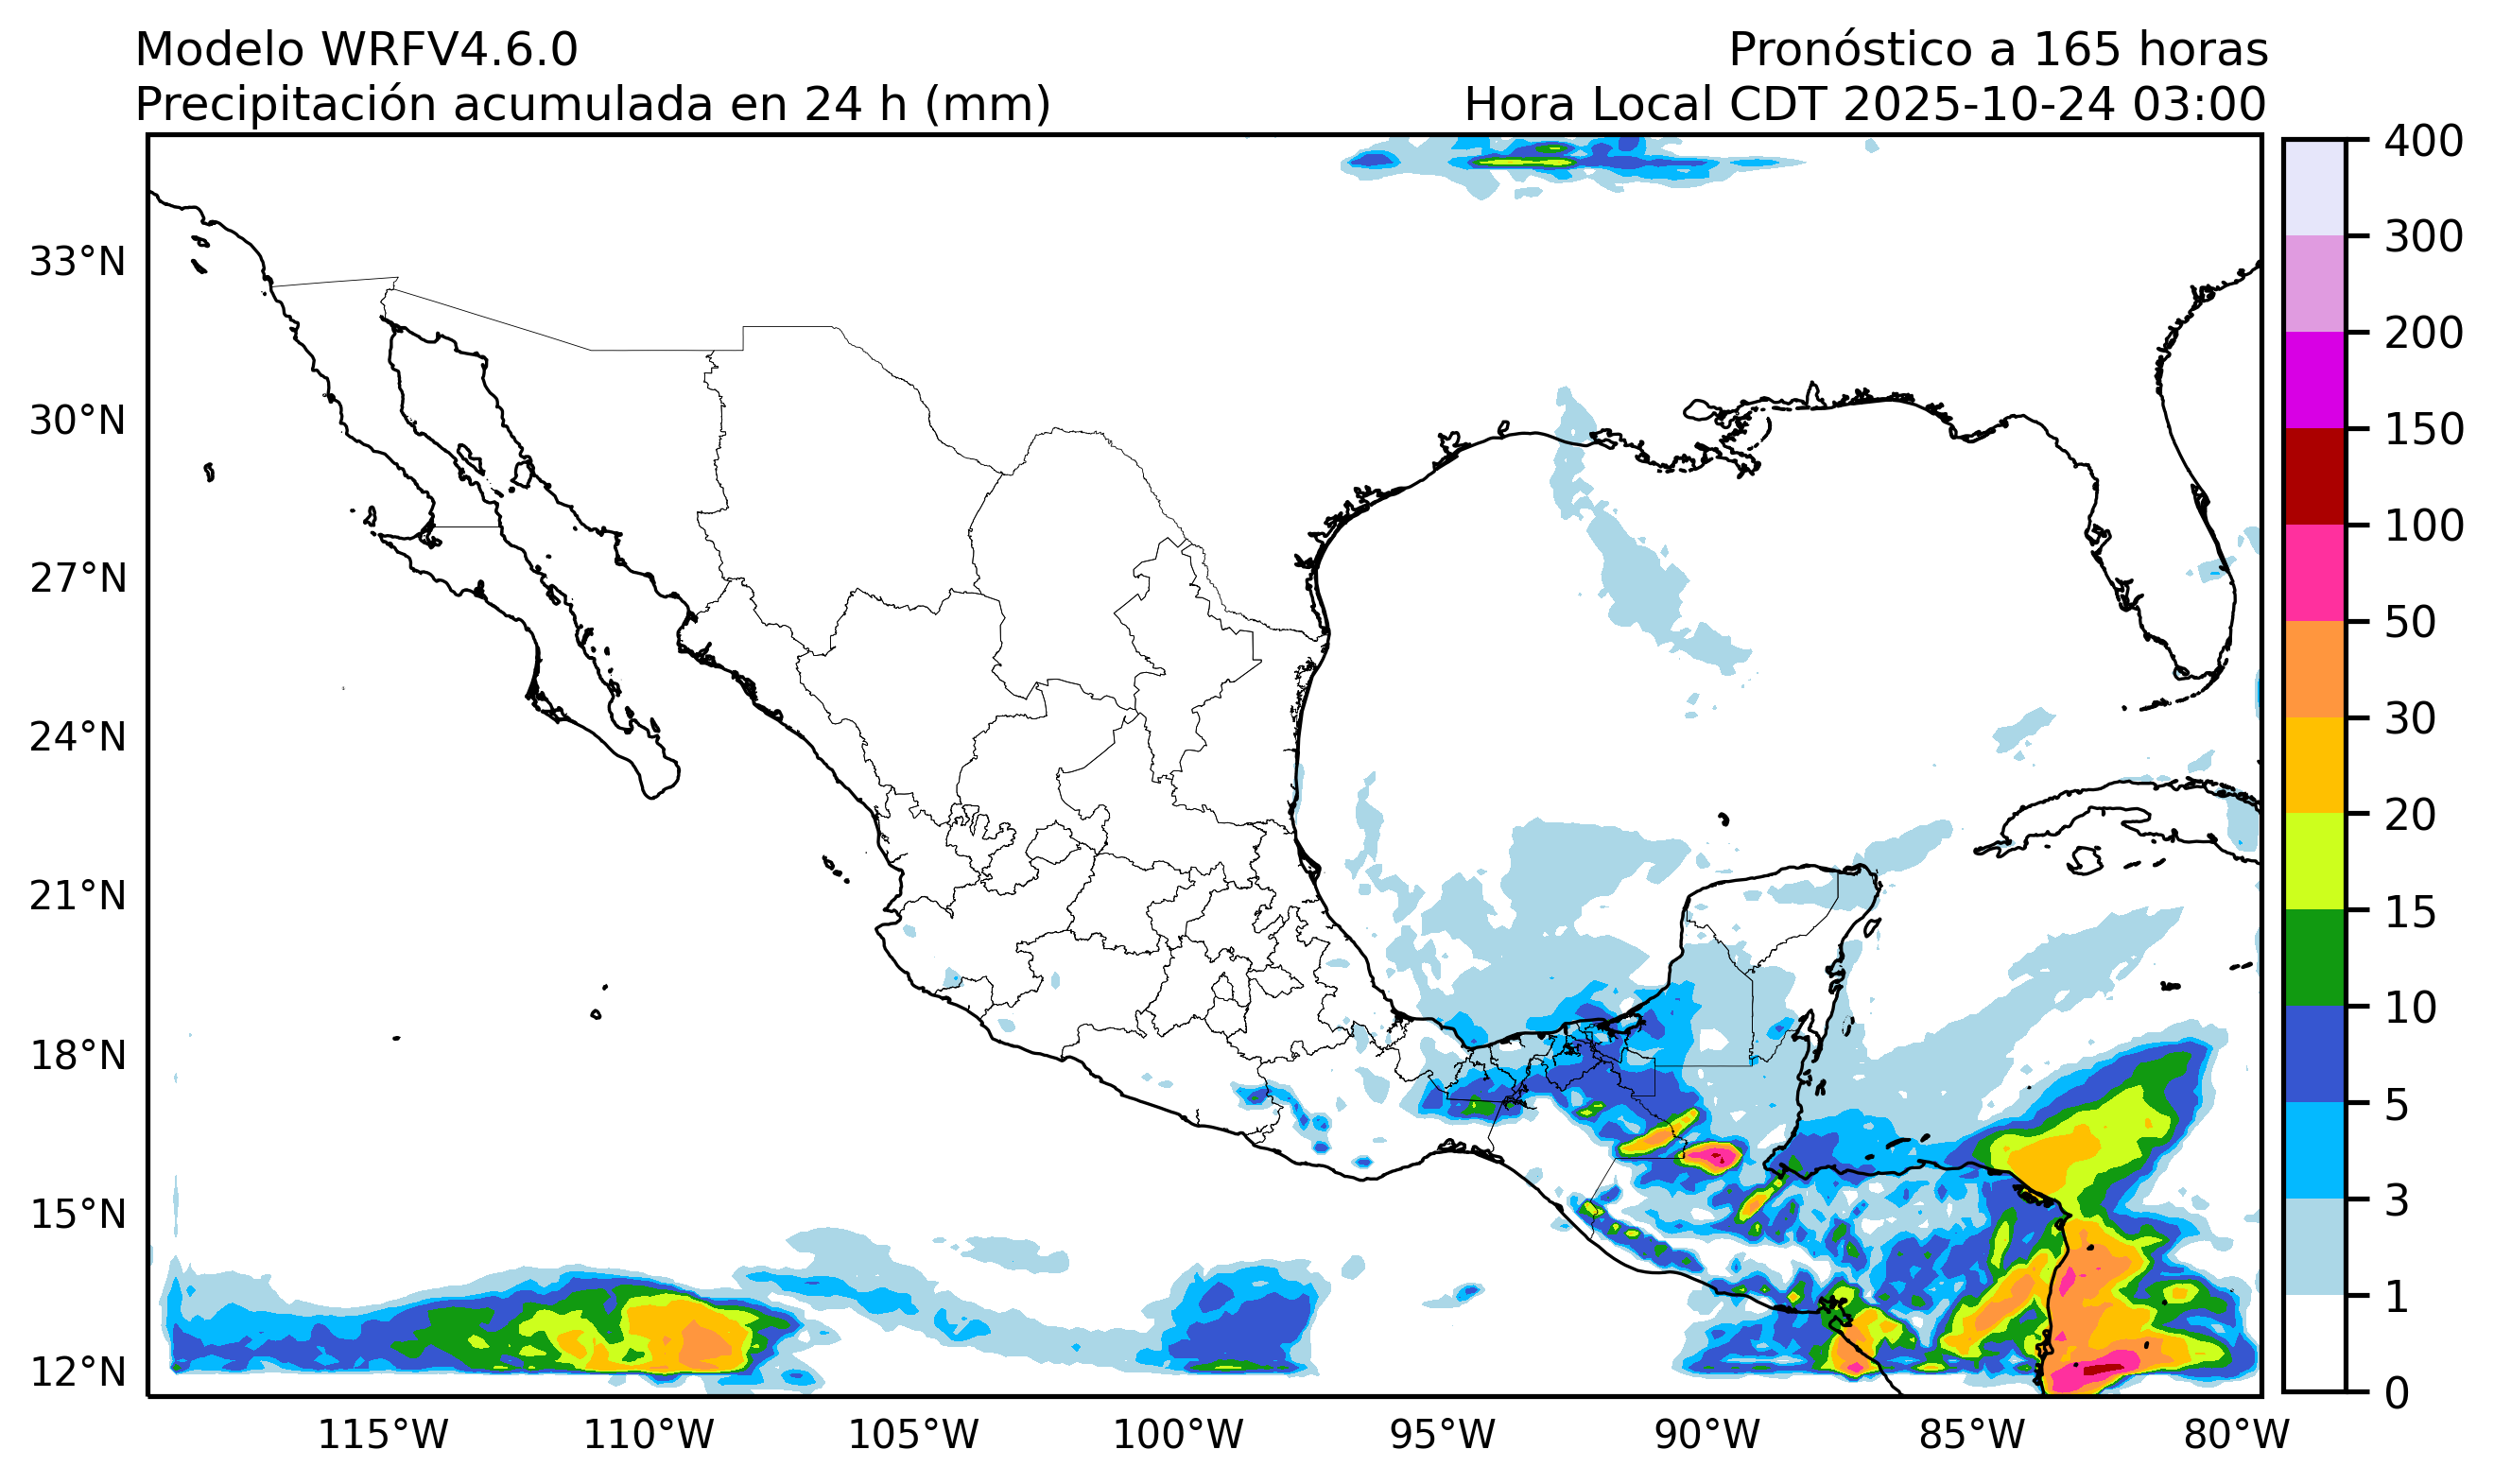 Modelo WRFV4.6.0
Pronóstico a 165 horas
Precipitación acumulada en 24 h (mm)
Hora Local CDT 2025-10-24 03:00
33°N
30°N
27°N
24°N
21°N
18°N
15°N
12°N
115°W
110°W
105°W
100°W
95°W
90°W
85°W
80°W
400
300
200
150
100
50
30
20
15
10
5
3
1
0